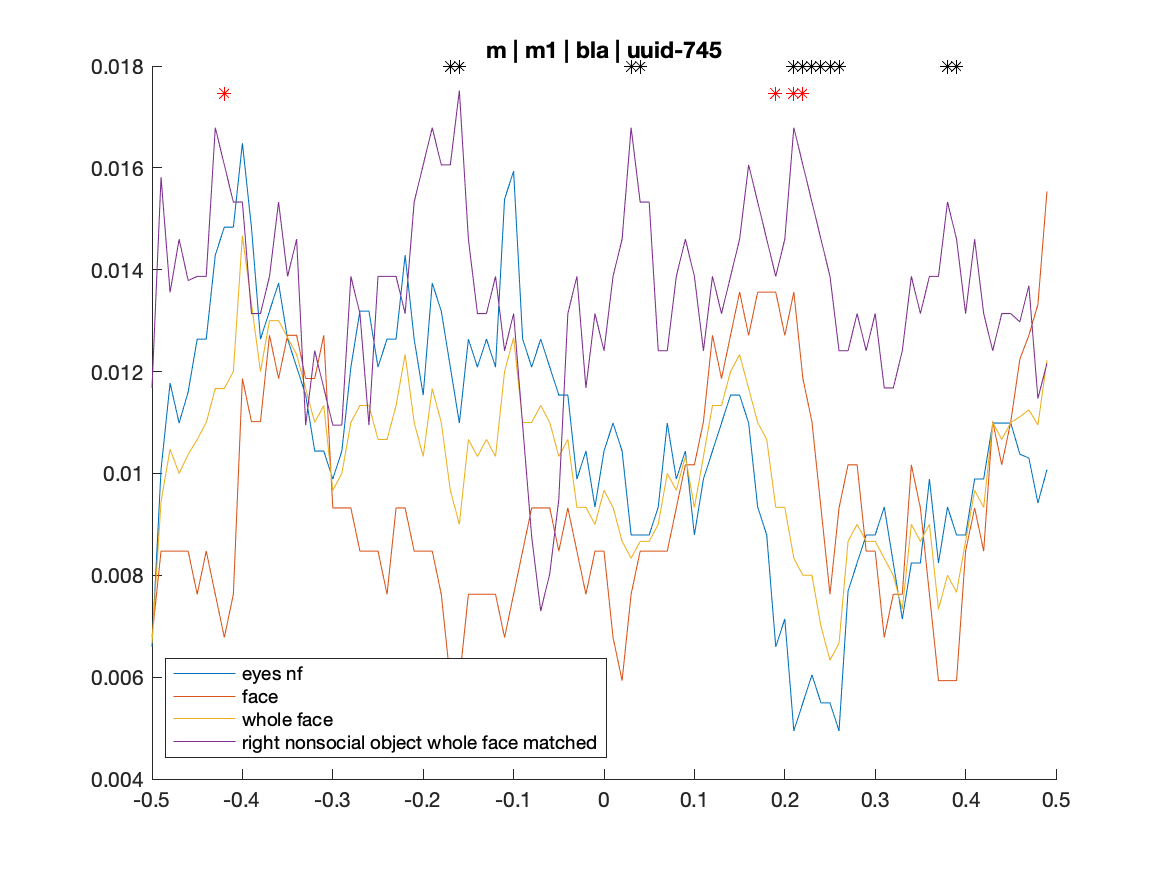 m | m1 | bla | uuid-745
0.018
0.016
0.014
0.012
0.01
0.008
0.006
0.004
eyes nf
face
whole face
right nonsocial object whole face matched
-0.5 -0.4 -0.3 -0.2 -0.1 0 0.1 0.2 0.3 0.4 0.5